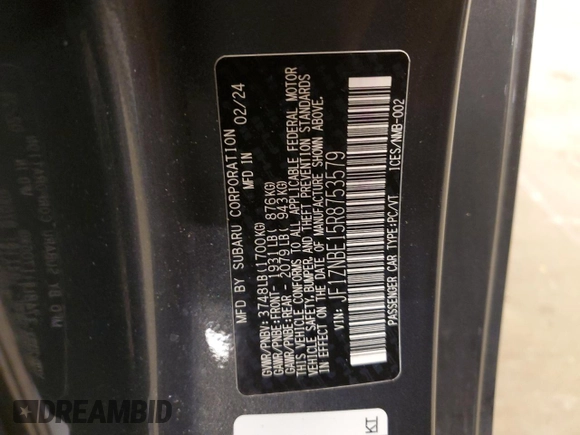 MFD BY SUBARU CORPORATION 02/24
MFD IN
GVWR/PNBV: 3748LB(1700KG)
GAWR/PNBE:FRONT- 1931LB( 876KG)
GAWR/PNBE:REAR - 2079LB( 943KG)
THIS VEHICLE CONFORMS TO ALL APPLICABLE FEDERAL MOTOR
VEHICLE SAFETY, BUMPER, AND THEFT PREVENTION STANDARDS
IN EFFECT ON THE DATE OF MANUFACTURE SHOWN ABOVE.
VIN: JF1ZNBE15R8753579
PASSENGER CAR TYPE:PC/VT ICES/NMB-002
KI
DREAMBID